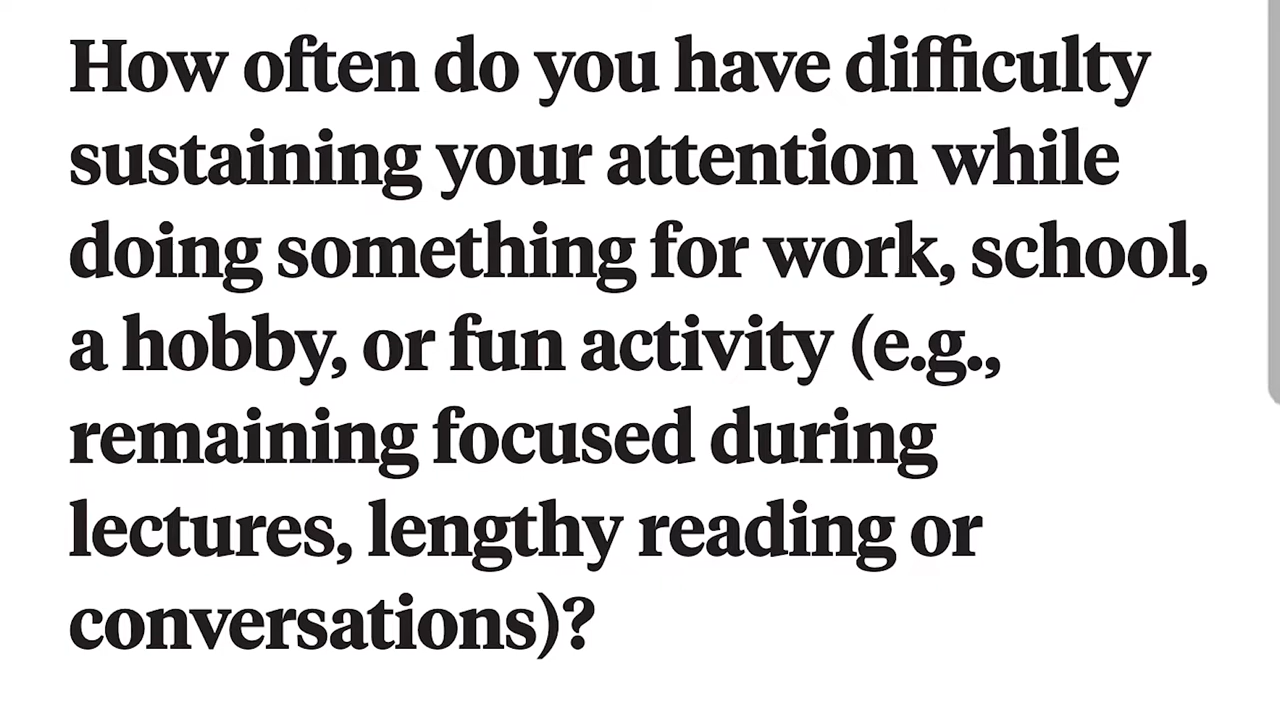 How often do you have difficulty
sustaining your attention while
doing something for work, school,
a hobby, or fun activity (e.g.,
remaining focused during
lectures, lengthy reading or
conversations)?